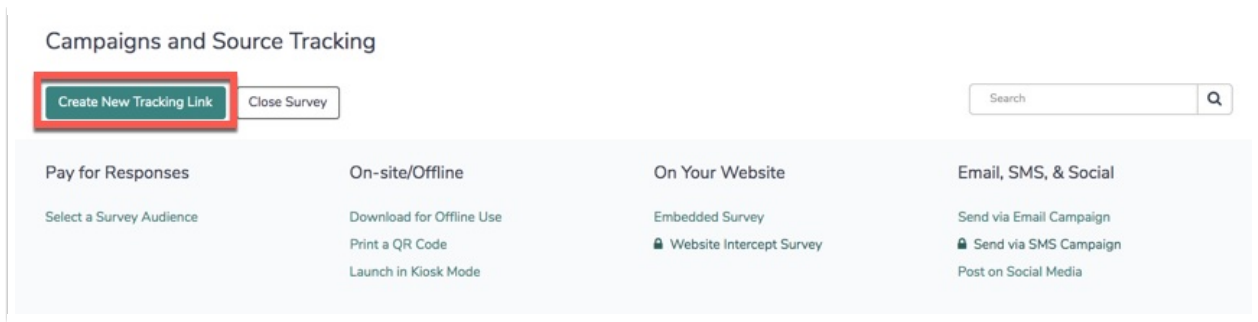 Campaigns and Source Tracking
Create New Tracking Link
Close Survey
Search
Pay for Responses
Select a Survey Audience
On-site/Offline
Download for Offline Use
Print a QR Code
Launch in Kiosk Mode
On Your Website
Embedded Survey
Website Intercept Survey
Email, SMS, & Social
Send via Email Campaign
Send via SMS Campaign
Post on Social Media